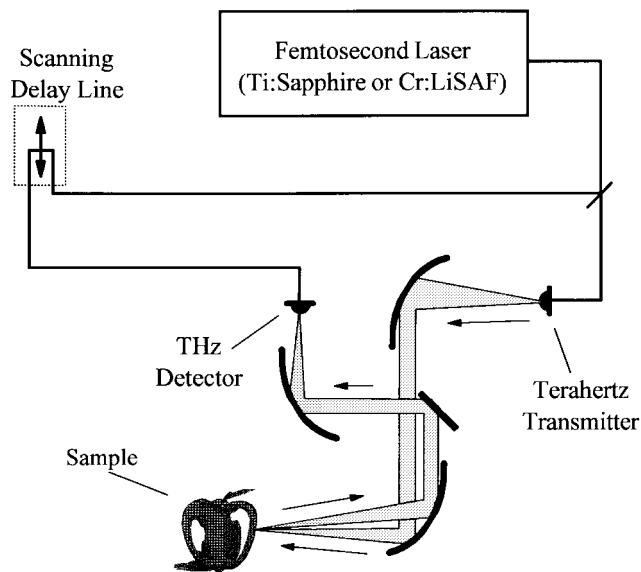 Scanning
Delay Line
Femtosecond Laser
(Ti:Sapphire or Cr:LiSAF)
THz
Detector
Terahertz
Transmitter
Sample